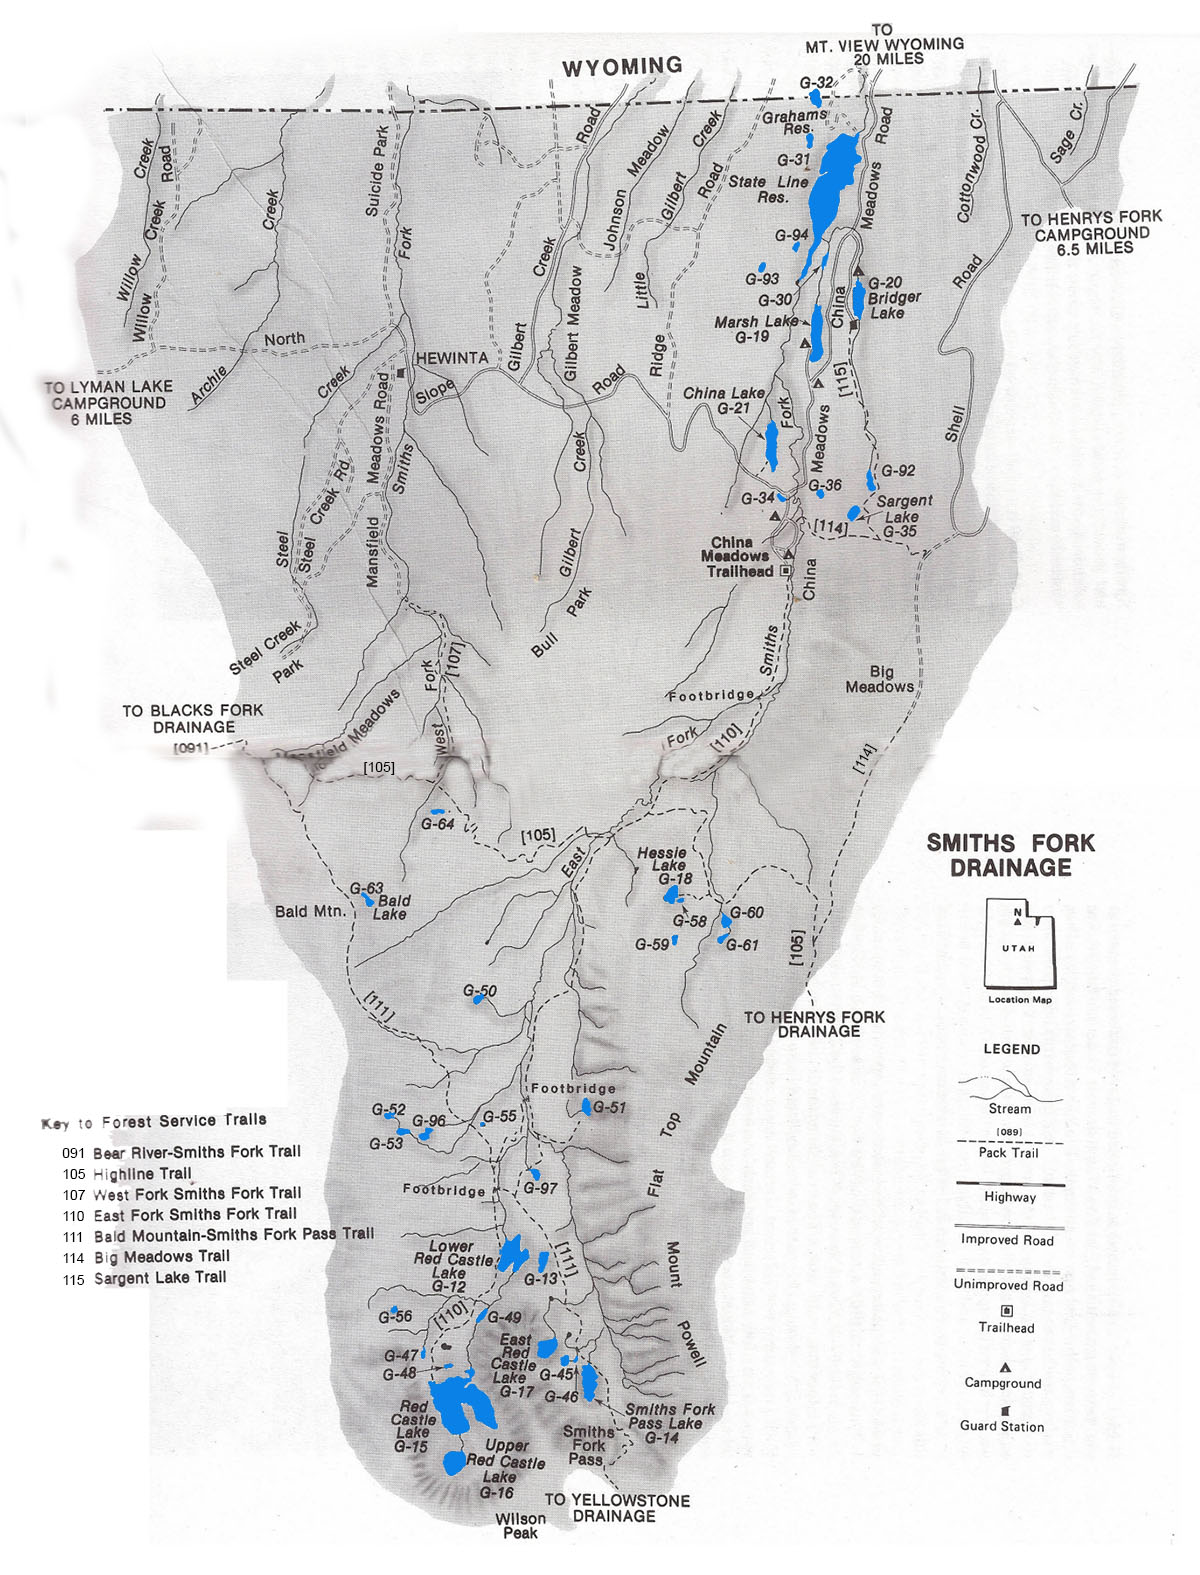 TO
MT. VIEW WYOMING
20 MILES
WYOMING
G-32
Grahams
Res.
G-31
State Line
Res.
Meadows
Road
Cottonwood Cr.
Sage Cr.
TO HENRYS FORK
CAMPGROUND
6.5 MILES
Road
Shell
Willow
Creek
Willow
Creek
Road
Creek
Archie
Suicide Park
Fork
Road
Creek
Gilbert
Gilbert Meadow
Johnson
Meadow
Little
Gilbert
Creek
Ridge
Road
G-94
G-93
G-30
Marsh Lake
G-19
China
G-20
Bridger
Lake
[115]
North
HEWINTA
Slope
Road
TO LYMAN LAKE
CAMPGROUND
6 MILES
Creek
Steel
Steel
Creek Rd.
Mansfield
Meadows Road
Smiths
Creek
Gilbert
China Lake
G-21
Fork
Meadows
G-92
G-34
G-36
Sargent
Lake
G-35
[114]
China
Meadows
Trailhead
China
Smiths
Steel Creek
Park
Bull
Park
[107]
Fork
West
Footbridge
Fork
[110]
Big
Meadows
[114]
TO BLACKS FORK
DRAINAGE
[091]
Mansfield Meadows
[105]
G-64
[105]
East
Hessie
Lake
G-18
G-58
G-59
G-60
G-61
[105]
G-63
Bald
Lake
Bald Mtn.
G-50
[111]
TO HENRYS FORK
DRAINAGE
SMITHS FORK
DRAINAGE
N
UTAH
Location Map
LEGEND
Stream
[089]
Pack Trail
Highway
Improved Road
Unimproved Road
Trailhead
Campground
Guard Station
Footbridge
G-51
G-52
G-53
G-96
G-55
G-97
Footbridge
Flat
Top
Mountain
Mount
Powell
Key to Forest Service Trails
091 Bear River-Smiths Fork Trail
105 Highline Trail
107 West Fork Smiths Fork Trail
110 East Fork Smiths Fork Trail
111 Bald Mountain-Smiths Fork Pass Trail
114 Big Meadows Trail
115 Sargent Lake Trail
Lower
Red Castle
Lake
G-12
G-13
[111]
G-56
[110]
G-49
G-47
G-48
East
Red
Castle
Lake
G-17
G-45
G-46
Red
Castle
Lake
G-15
Smiths Fork
Pass Lake
G-14
Smiths
Fork
Pass
Upper
Red Castle
Lake
G-16
TO YELLOWSTONE
DRAINAGE
Wilson
Peak